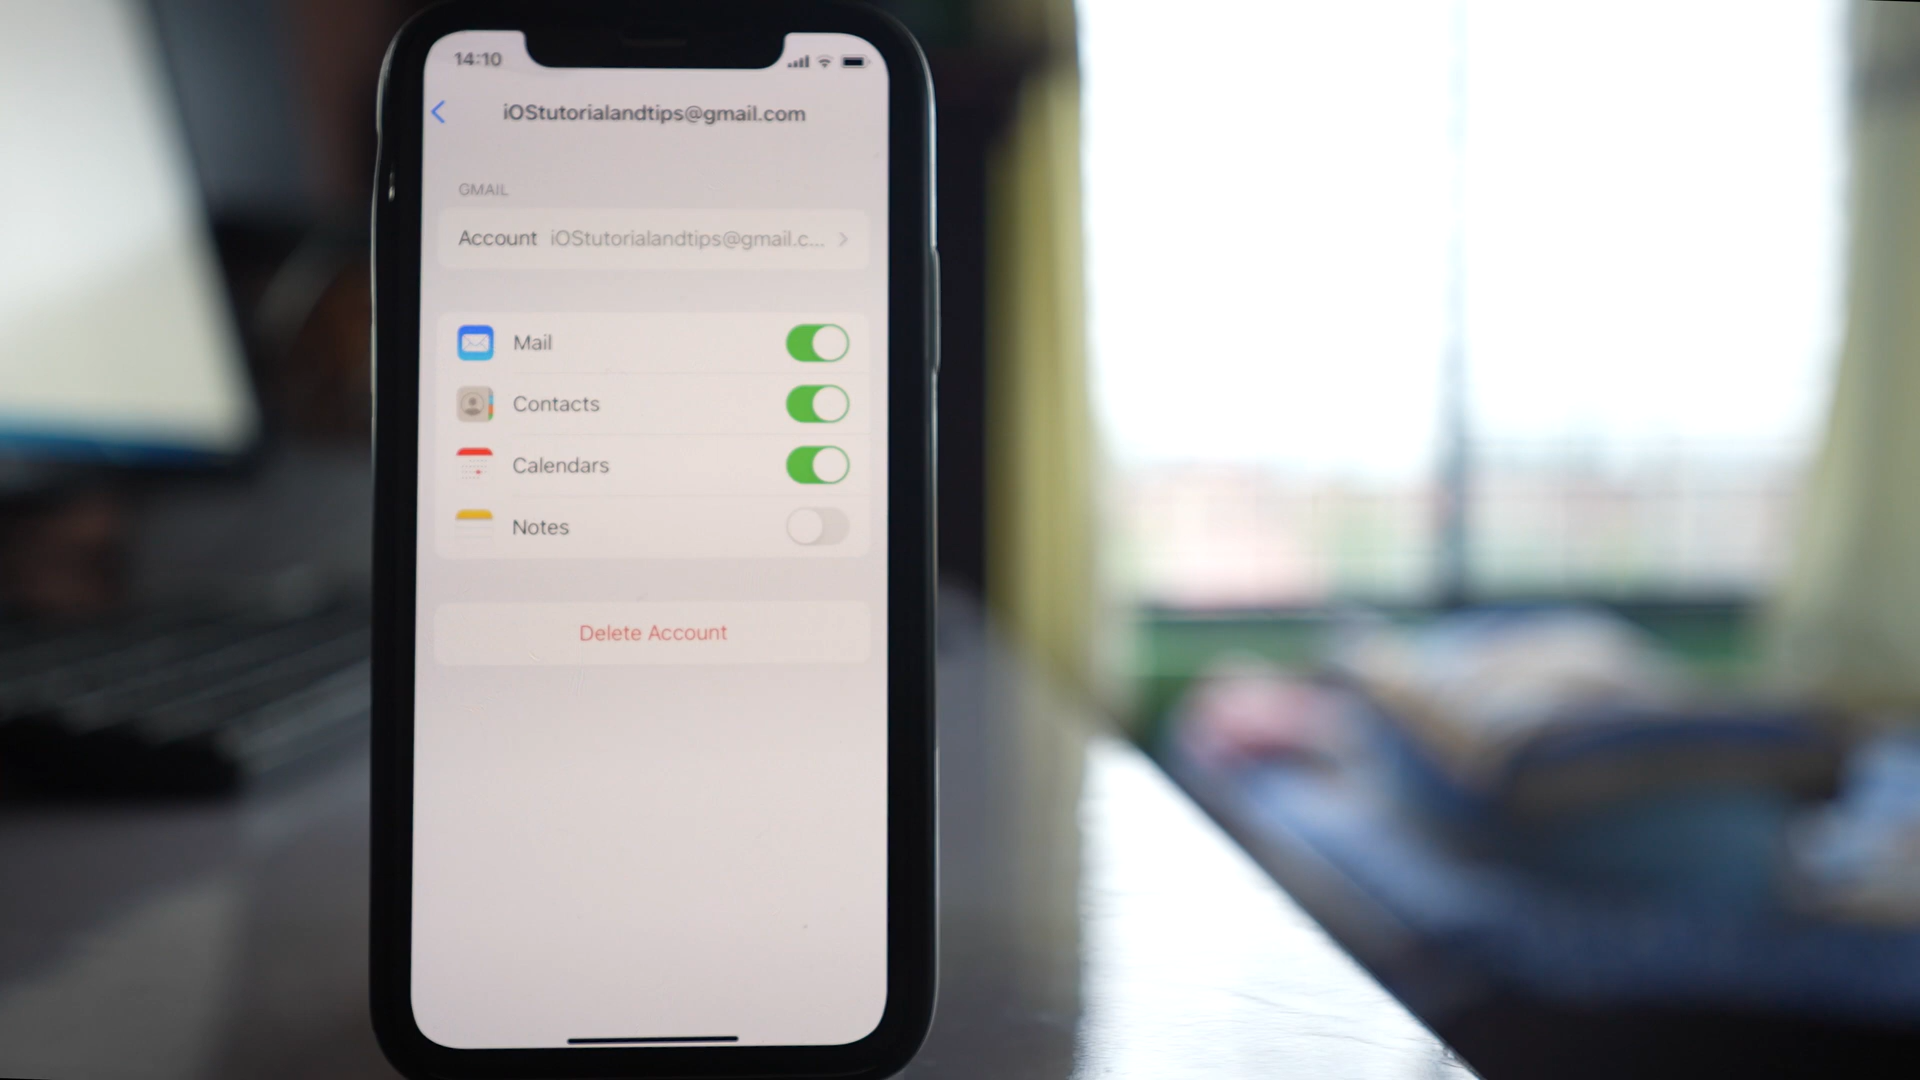 14:10
iOStutorialandtips@gmail.com
GMAIL
Account iOStutorialandtips@gmail.c...
Mail
Contacts
Calendars
Notes
Delete Account